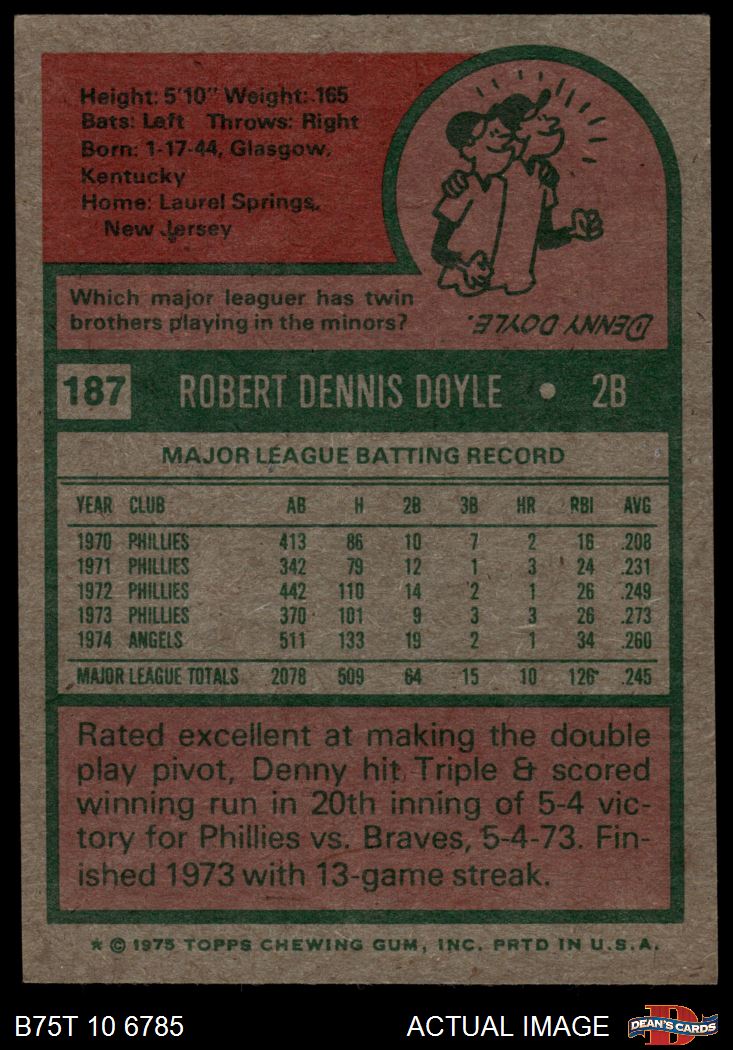 Height: 5'10" Weight: 165
Bats: Left Throws: Right
Born: 1-17-44, Glasgow,
Kentucky
Home: Laurel Springs,
New Jersey
Which major leaguer has twin
brothers playing in the minors?
DENNY DOYLE.
187 ROBERT DENNIS DOYLE • 2B
MAJOR LEAGUE BATTING RECORD
YEAR CLUB AB H 2B 3B HR RBI AVG
1970 PHILLIES 413 86 10 7 2 16 .208
1971 PHILLIES 342 79 12 1 3 24 .231
1972 PHILLIES 442 110 14 2 1 26 .249
1973 PHILLIES 370 101 9 3 3 26 .273
1974 ANGELS 511 133 19 2 1 34 .260
MAJOR LEAGUE TOTALS 2078 509 64 15 10 126 .245
Rated excellent at making the double
play pivot, Denny hit Triple & scored
winning run in 20th inning of 5-4 vic-
tory for Phillies vs. Braves, 5-4-73. Fin-
ished 1973 with 13-game streak.
* © 1975 TOPPS CHEWING GUM, INC. PRTD IN U.S.A.
B75T 10 6785 ACTUAL IMAGE DEAN'S CARDS